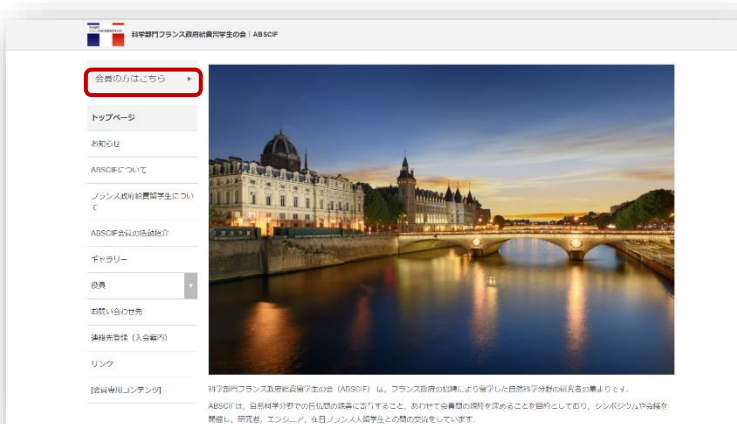 科学部門フランス政府給費留学生の会｜ABSCIF
会員の方はこちら
トップページ
お知らせ
ABSCIFについて
フランス政府給費留学生につい
て
ABSCIF会員の活動紹介
ギャラリー
役員
お問い合わせ先
連絡先登録（入会案内）
リンク
[会員専用コンテンツ]
科学部門フランス政府給費留学生の会（ABSCIF）は，フランス政府の招聘により留学した自然科学分野の研究者の集まりです．
ABSCIFは，自然科学分野での日仏間の親善に寄与すること，あわせて会員間の親睦を深めることを目的としており，シンポジウムや会議を
開催し，研究者，エンジニア，在日フランス人留学生との間の交流をしています．